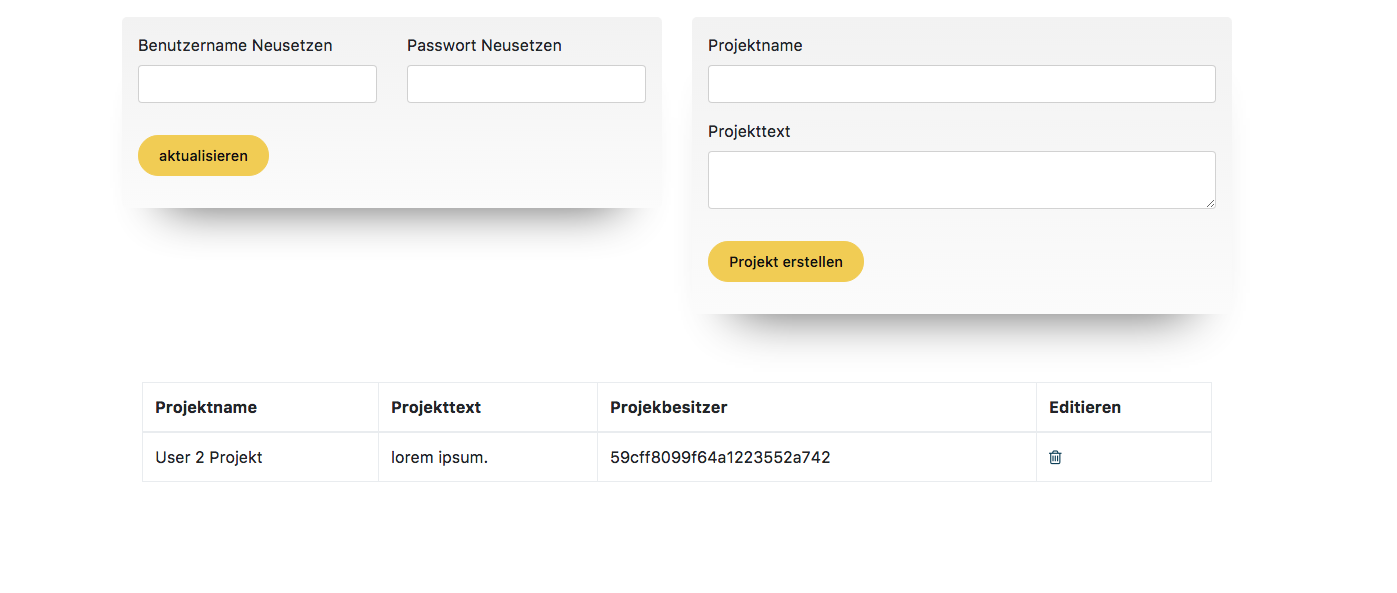 Benutzername Neusetzen
Passwort Neusetzen
aktualisieren
Projektname
Projekttext
Projekt erstellen
Projektname Projekttext Projekbesitzer Editieren
User 2 Projekt lorem ipsum. 59cff8099f64a1223552a742